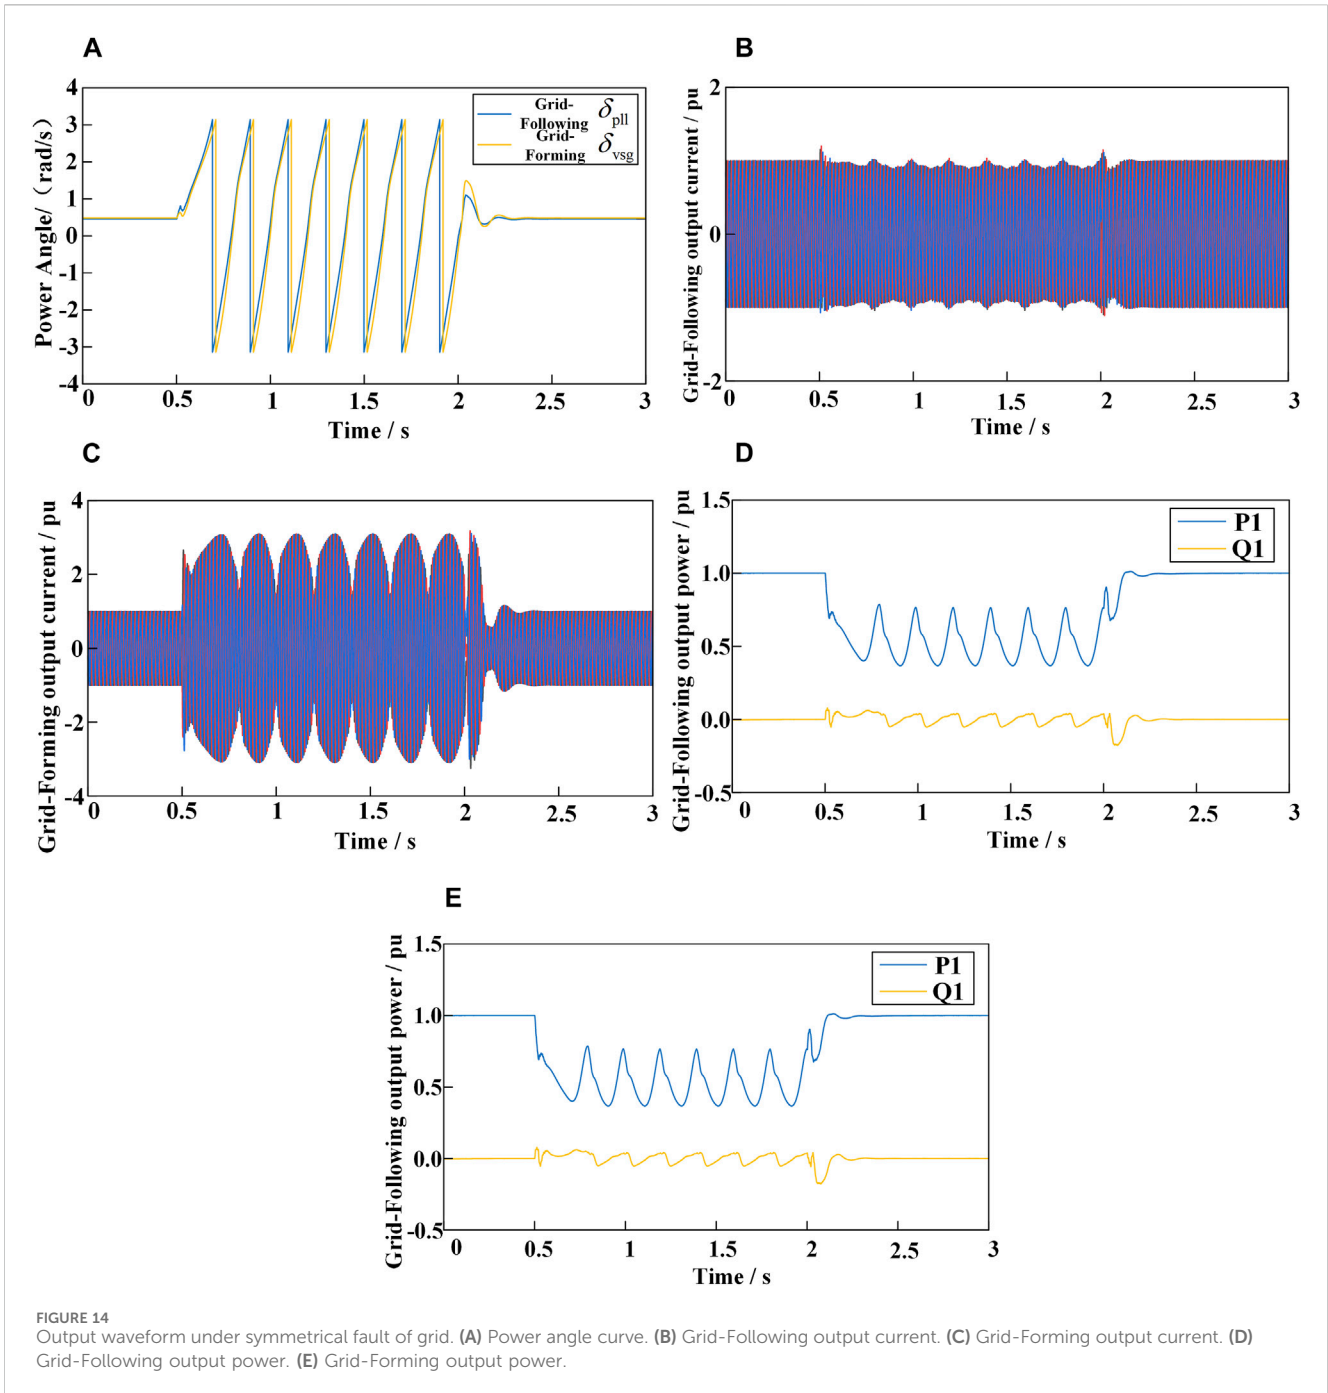 A
Power Angle/（rad/s）
4
3
2
1
0
-1
-2
-3
-4
0 0.5 1 1.5 2 2.5 3
Time / s
Grid-
Following δpll
Grid-
Forming δvsg
B
Grid-Following output current / pu
2
0
-2
0 0.5 1 1.5 2 2.5 3
Time / s
C
Grid-Forming output current / pu
4
2
0
-2
-4
0 0.5 1 1.5 2 2.5 3
Time / s
D
Grid-Following output power / pu
1.5
1.0
0.5
0.0
-0.5
0 0.5 1 1.5 2 2.5 3
Time / s
P1
Q1
E
Grid-Following output power / pu
1.5
1.0
0.5
0.0
-0.5
0 0.5 1 1.5 2 2.5 3
Time / s
P1
Q1
FIGURE 14
Output waveform under symmetrical fault of grid. (A) Power angle curve. (B) Grid-Following output current. (C) Grid-Forming output current. (D)
Grid-Following output power. (E) Grid-Forming output power.